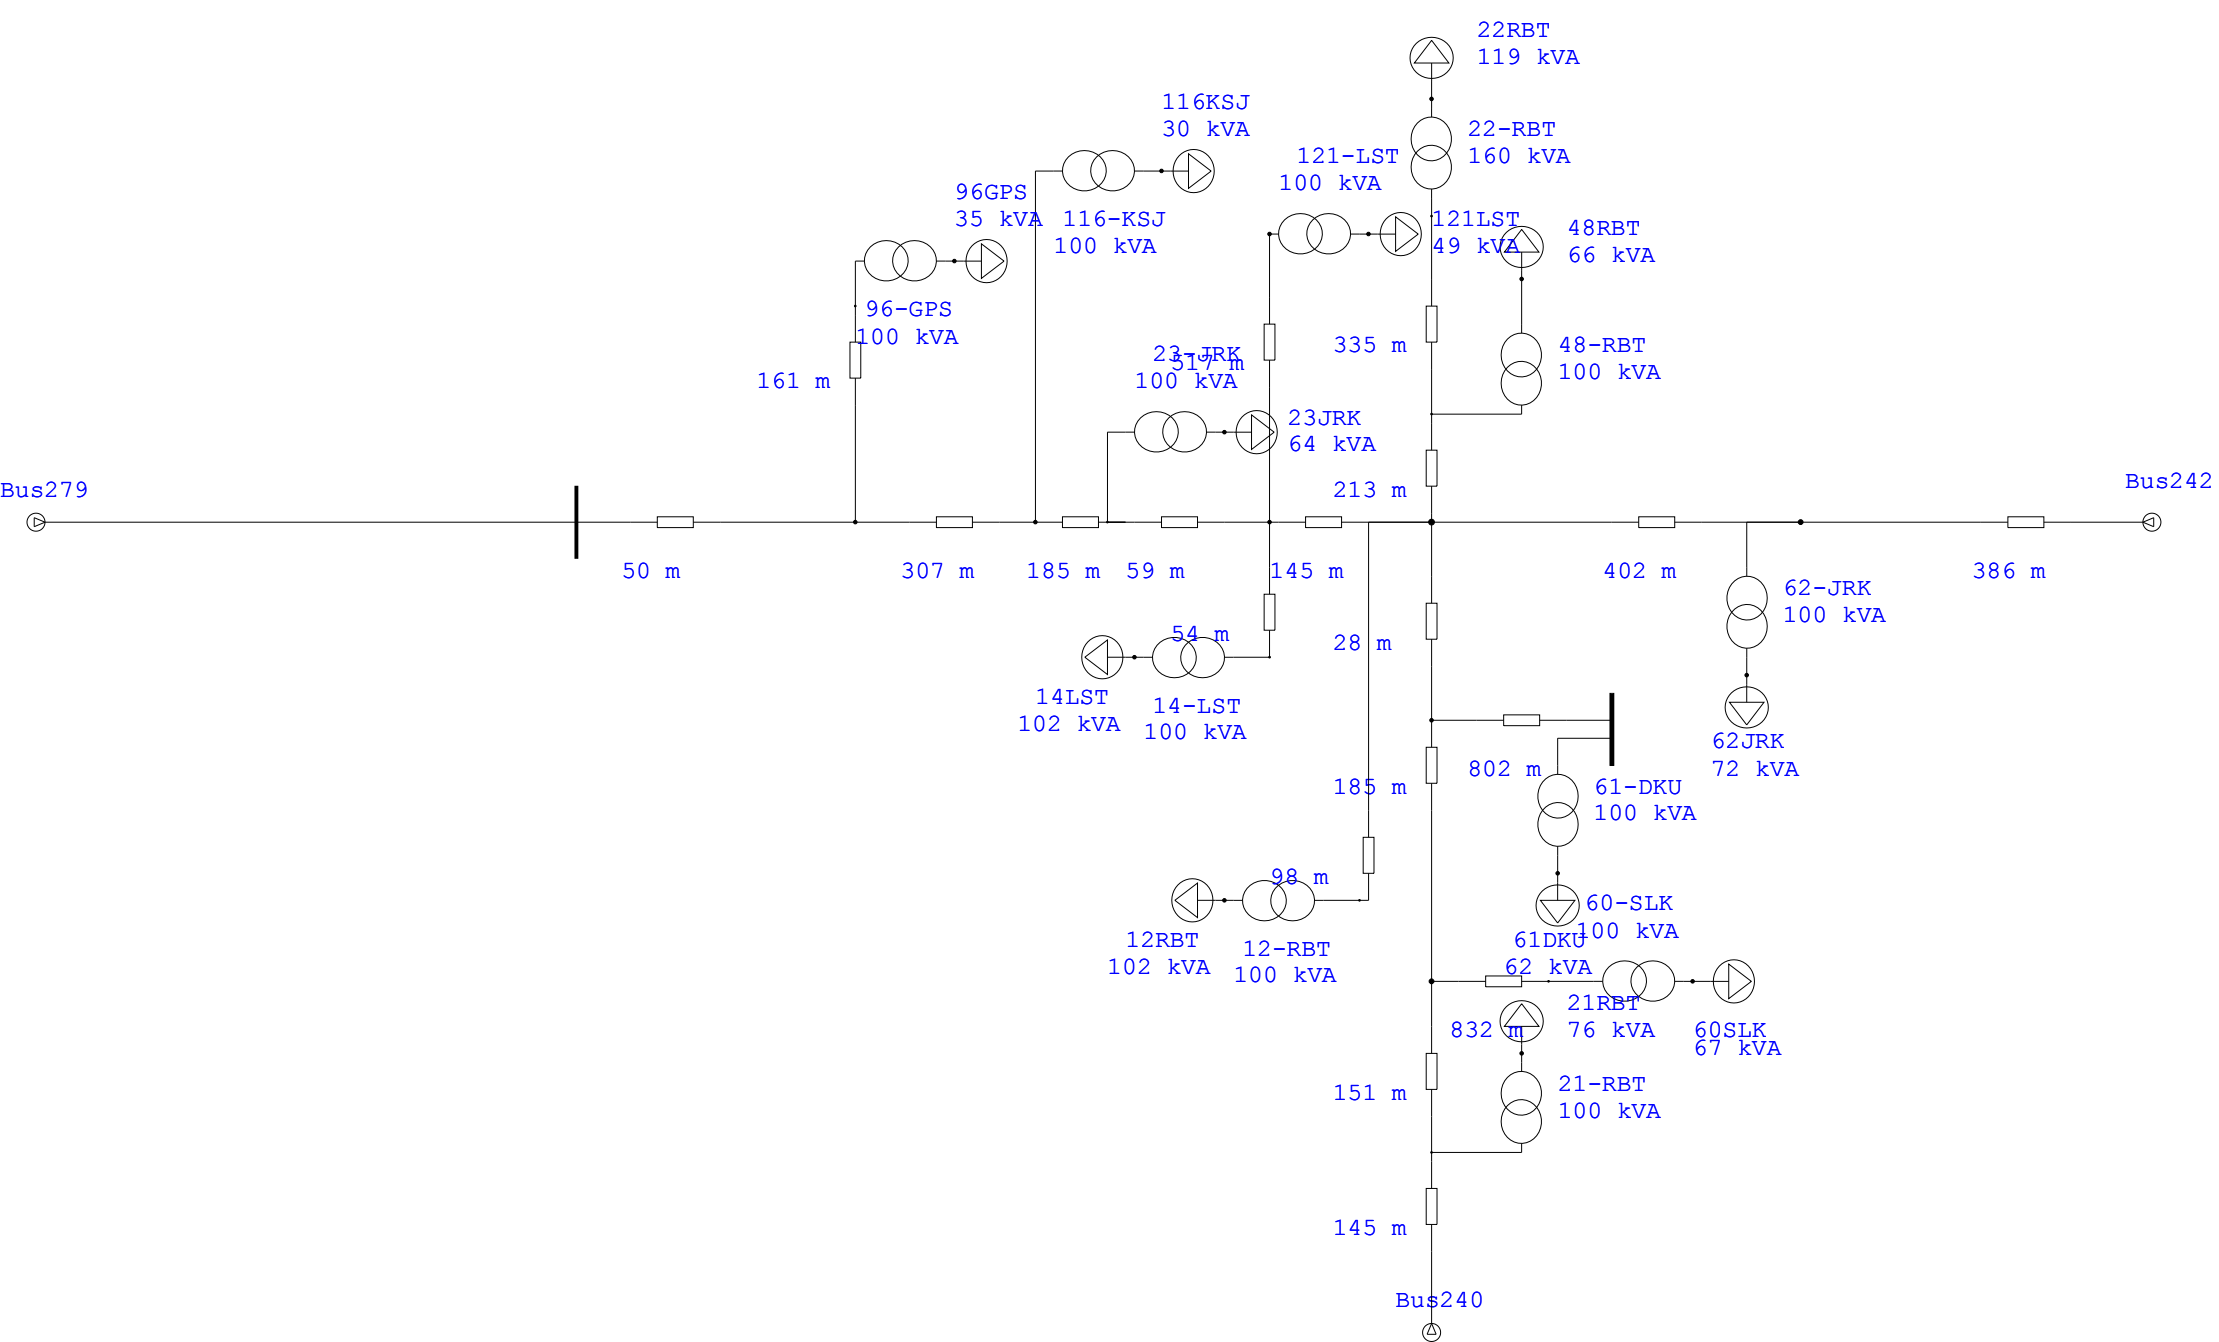 22RBT
119 kVA
116KSJ
30 kVA
22-RBT
160 kVA
121-LST
100 kVA
96GPS
35 kVA
116-KSJ
100 kVA
121LST
49 kVA
48RBT
66 kVA
96-GPS
100 kVA
23-JRK
100 kVA
517 m
335 m
48-RBT
100 kVA
161 m
23JRK
64 kVA
Bus279
213 m
Bus242
50 m
307 m
185 m
59 m
145 m
402 m
386 m
62-JRK
100 kVA
54 m
28 m
14LST
102 kVA
14-LST
100 kVA
62JRK
72 kVA
802 m
185 m
61-DKU
100 kVA
98 m
60-SLK
100 kVA
12RBT
102 kVA
12-RBT
100 kVA
61DKU
62 kVA
21RBT
76 kVA
832 m
60SLK
67 kVA
151 m
21-RBT
100 kVA
145 m
Bus240